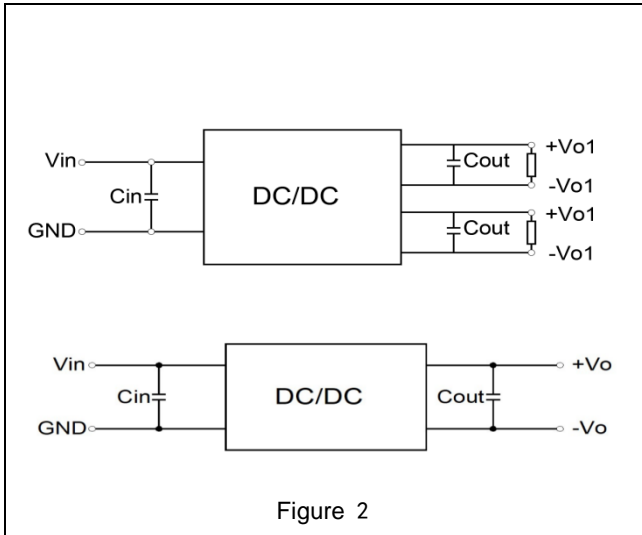 +Vo1
Vin
Cout
Cin
DC/DC
-Vo1
+Vo1
GND
Cout
-Vo1
Vin
+Vo
Cin
DC/DC
Cout
GND
-Vo
Figure 2